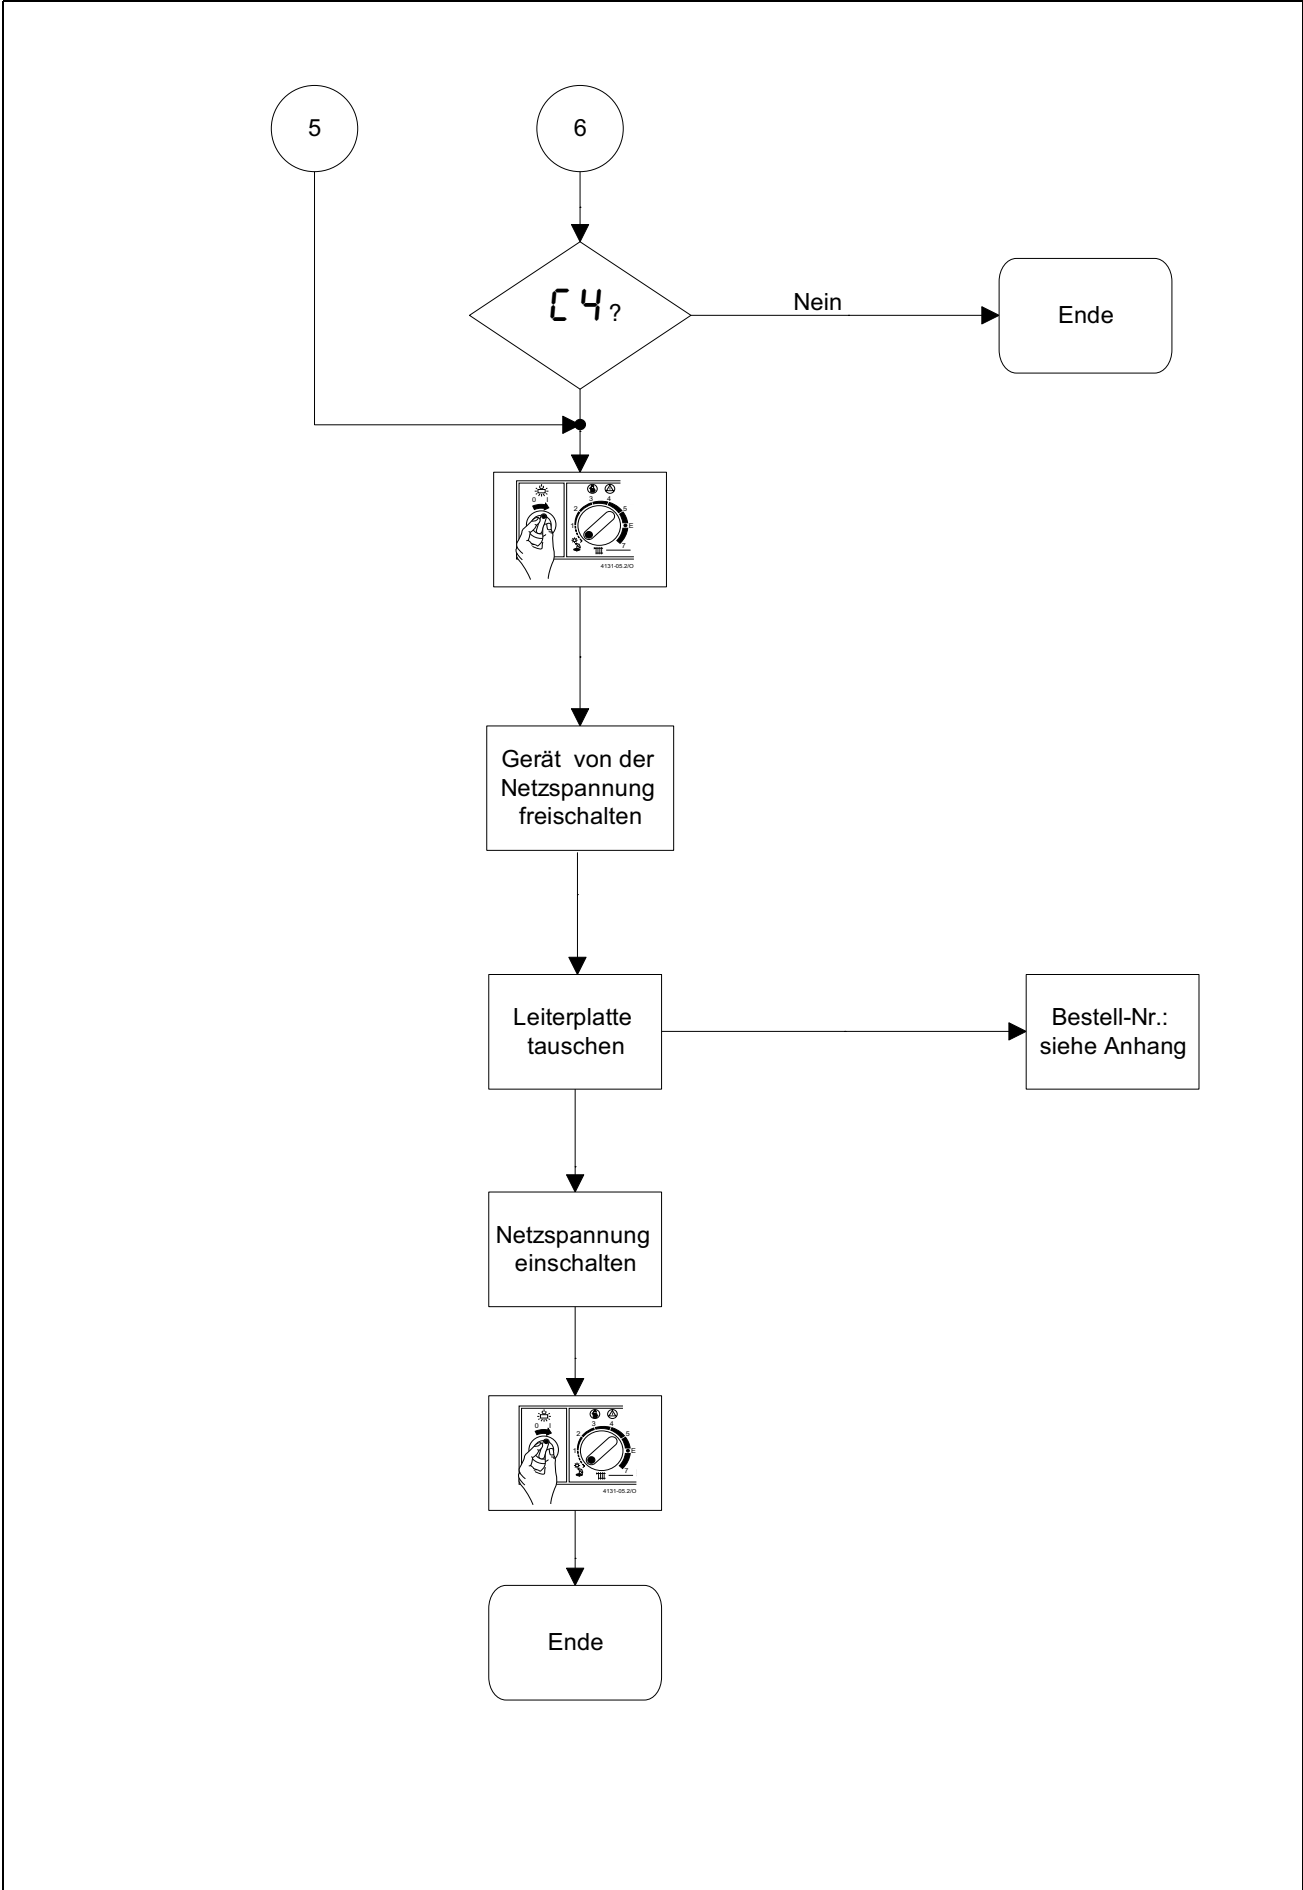 5
6
C4?
Nein
Ende
0 I
1 2 3 4 5 E 7
4131-05.2/O
Gerät von der
Netzspannung
freischalten
Leiterplatte
tauschen
Bestell-Nr.:
siehe Anhang
Netzspannung
einschalten
0 I
1 2 3 4 5 E 7
4131-05.2/O
Ende